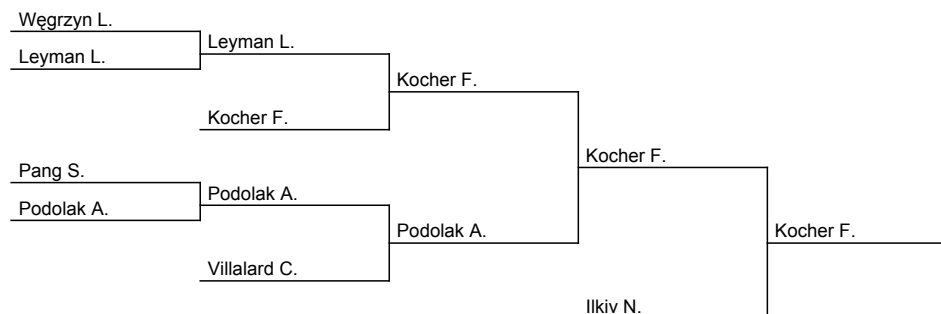 Węgrzyn L.
Leyman L.
Leyman L.
Kocher F.
Kocher F.
Kocher F.
Pang S.
Podolak A.
Podolak A.
Podolak A.
Kocher F.
Villalard C.
Ilkiv N.